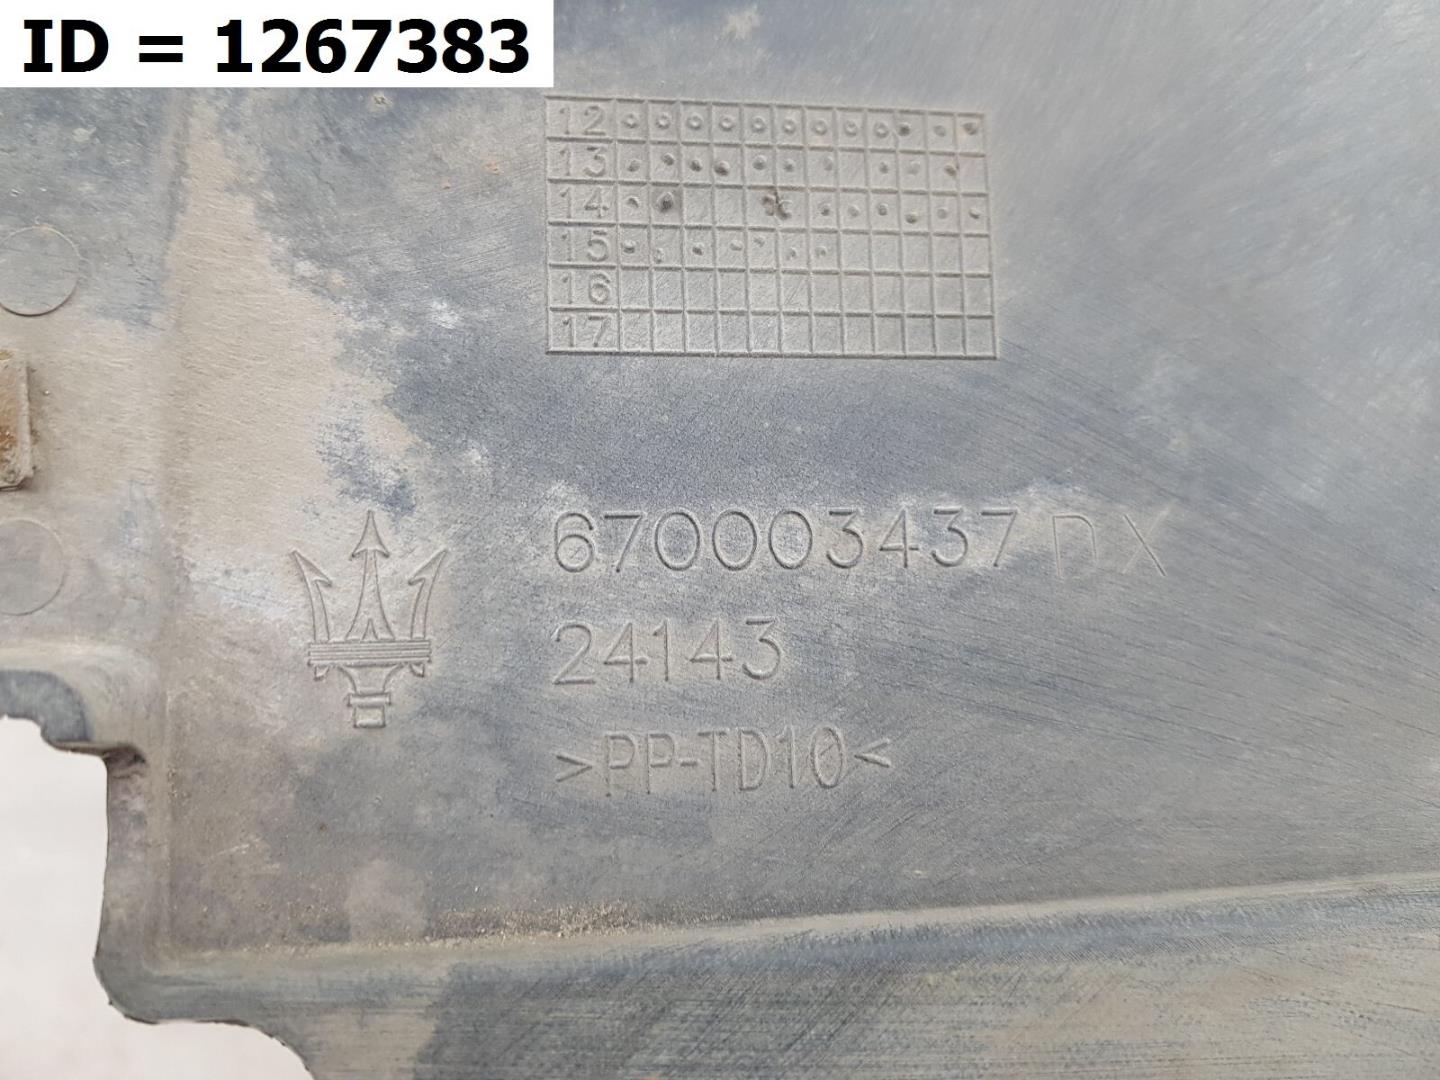 ID = 1267383
12
13
14
15
16
17
670003437 DX
24143
>PP-TD10<